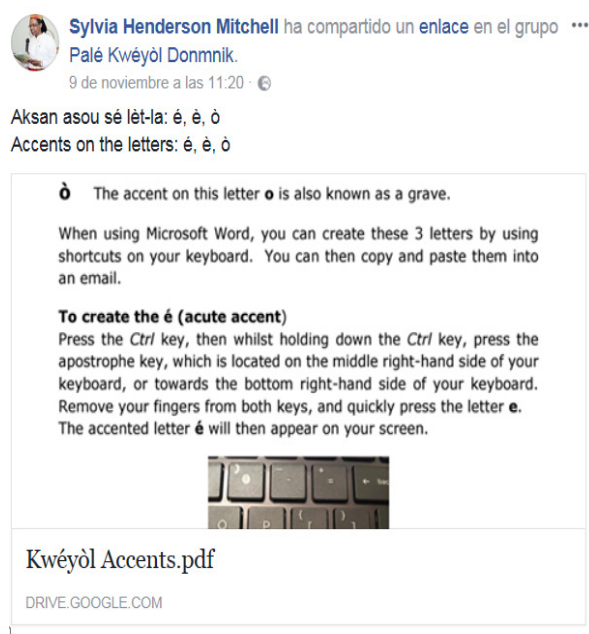 Sylvia Henderson Mitchell ha compartido un enlace en el grupo
Palé Kwéyòl Donmnik.
9 de noviembre a las 11:20 ·
Aksan asou sé lèt-la: é, è, ò
Accents on the letters: é, è, ò
ò The accent on this letter o is also known as a grave.
When using Microsoft Word, you can create these 3 letters by using
shortcuts on your keyboard. You can then copy and paste them into
an email.
To create the é (acute accent)
Press the Ctrl key, then whilst holding down the Ctrl key, press the
apostrophe key, which is located on the middle right-hand side of your
keyboard, or towards the bottom right-hand side of your keyboard.
Remove your fingers from both keys, and quickly press the letter e.
The accented letter é will then appear on your screen.
Kwéyòl Accents.pdf
DRIVE.GOOGLE.COM